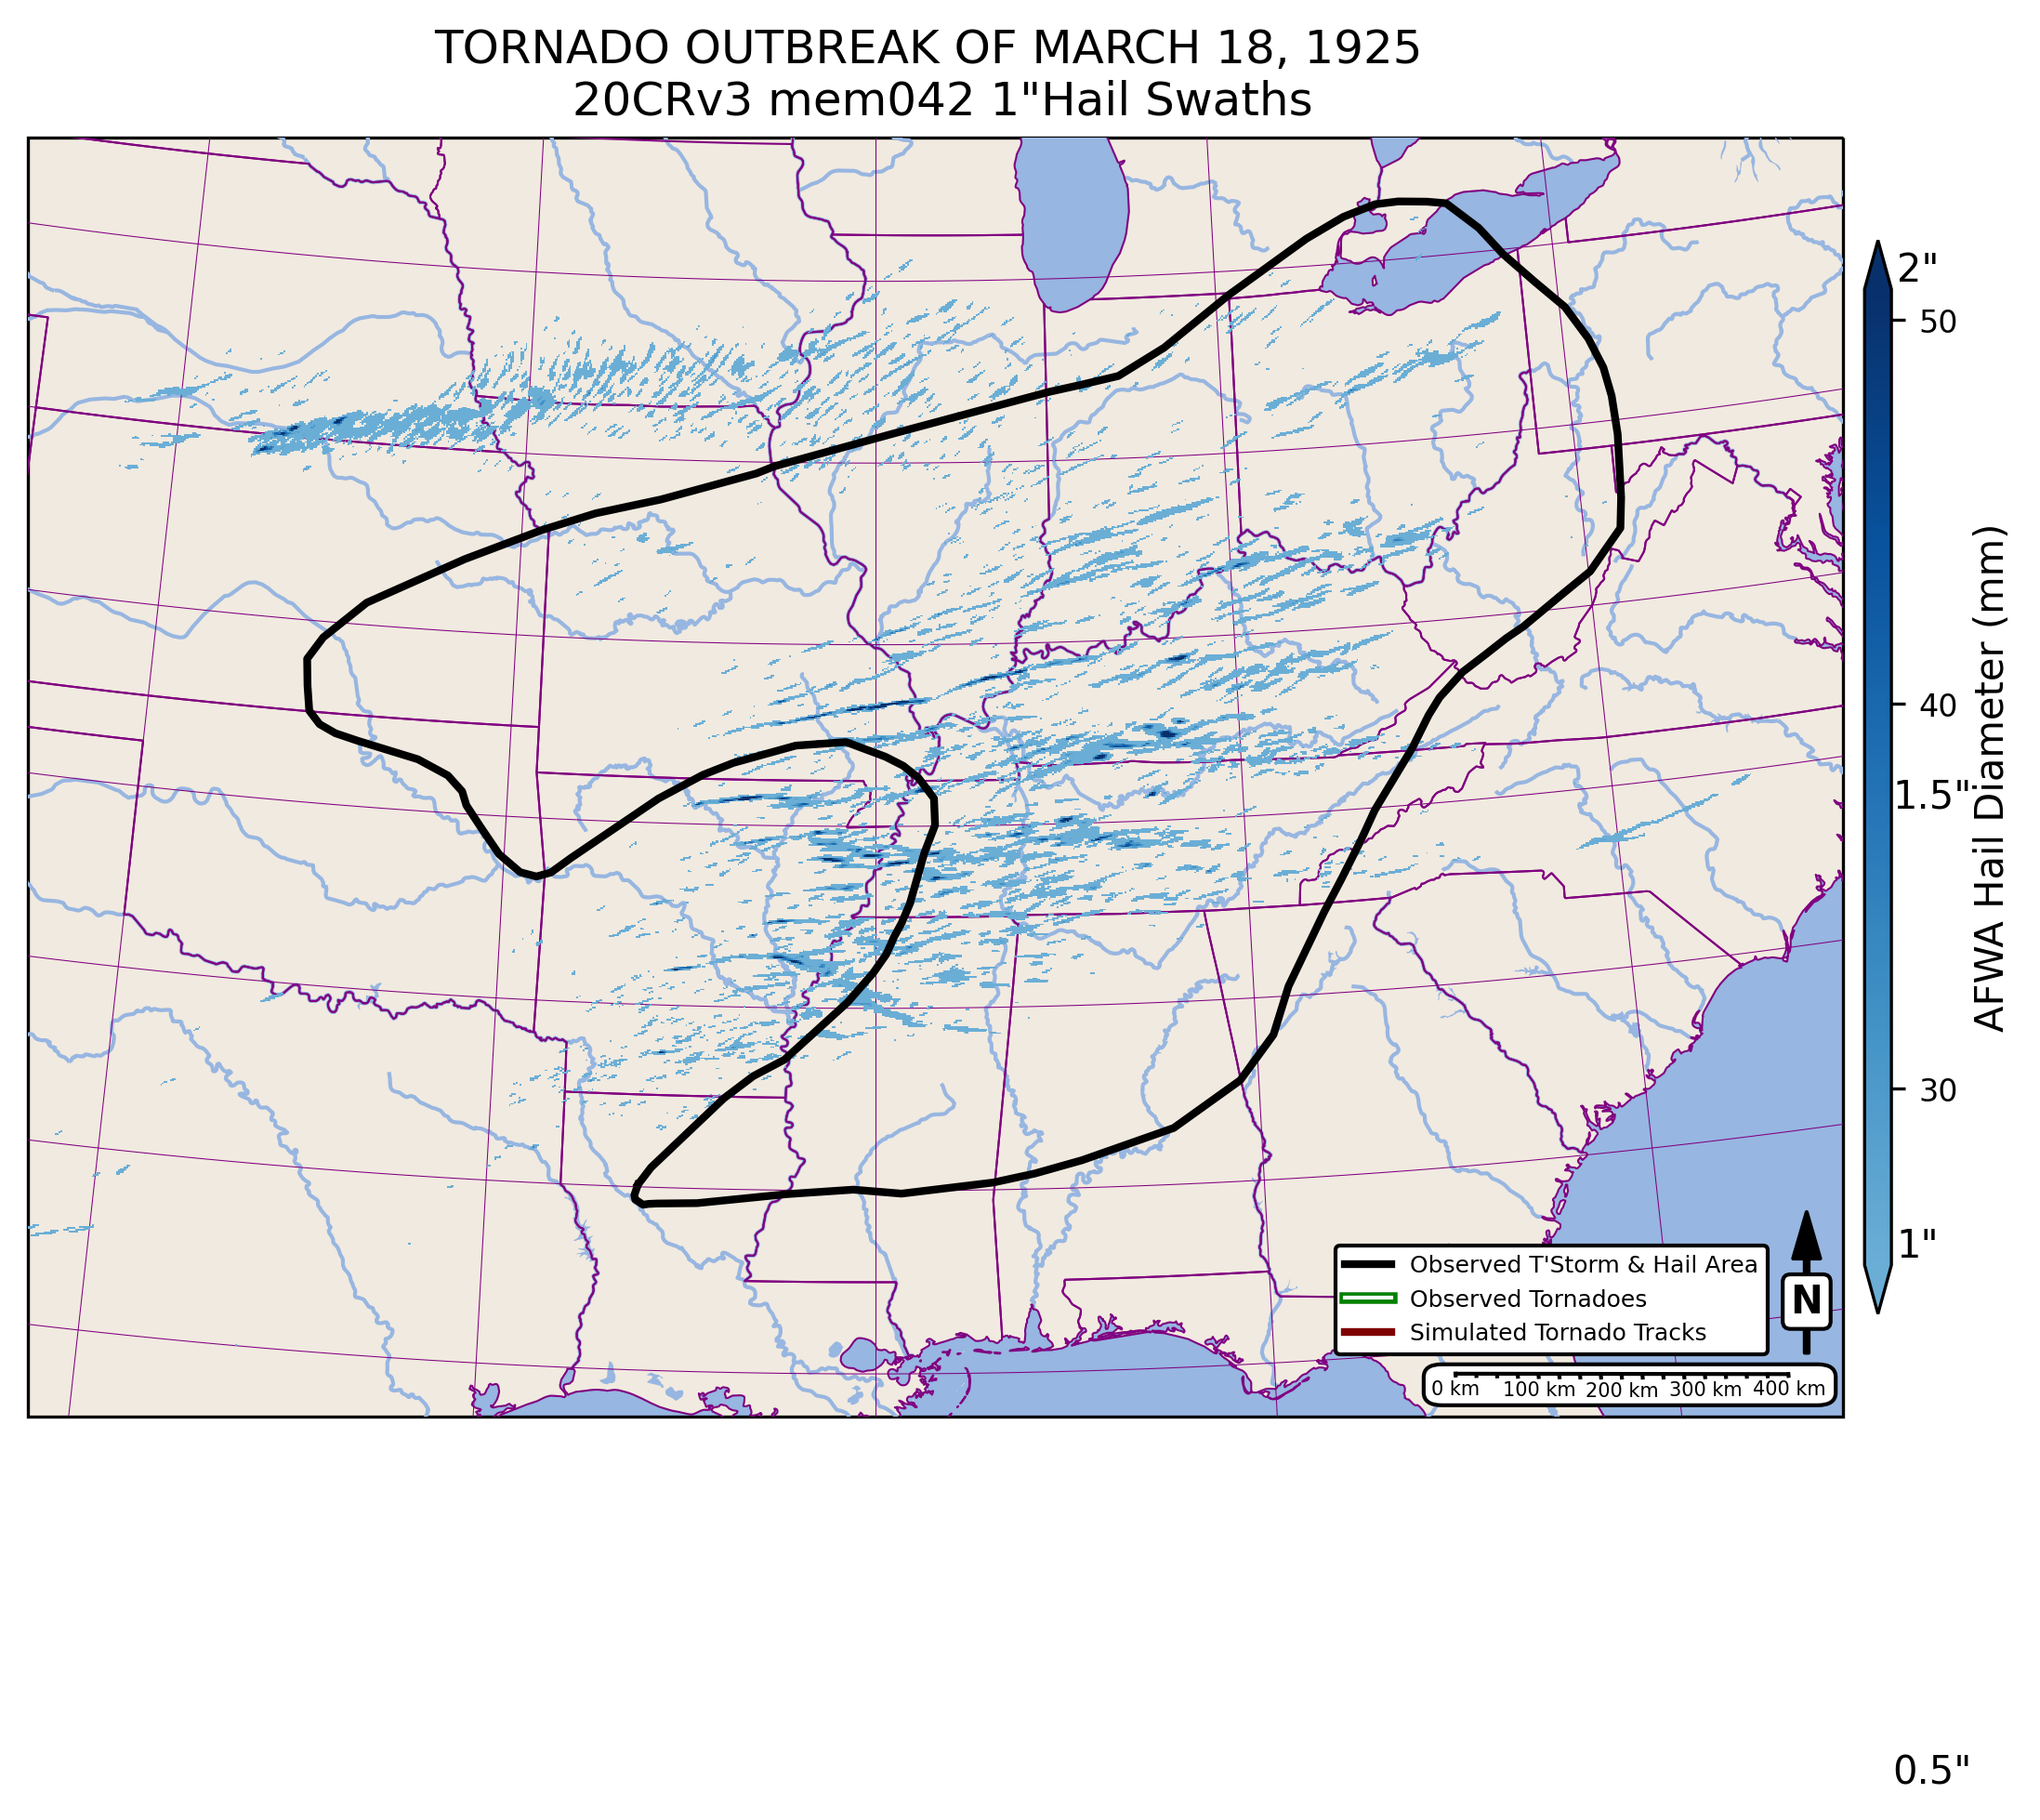 TORNADO OUTBREAK OF MARCH 18, 1925
20CRv3 mem042 1"Hail Swaths
2"
50
40
1.5"
30
1"
AFWA Hail Diameter (mm)
Observed T'Storm & Hail Area
Observed Tornadoes
Simulated Tornado Tracks
N
0 km 100 km 200 km 300 km 400 km
0.5"